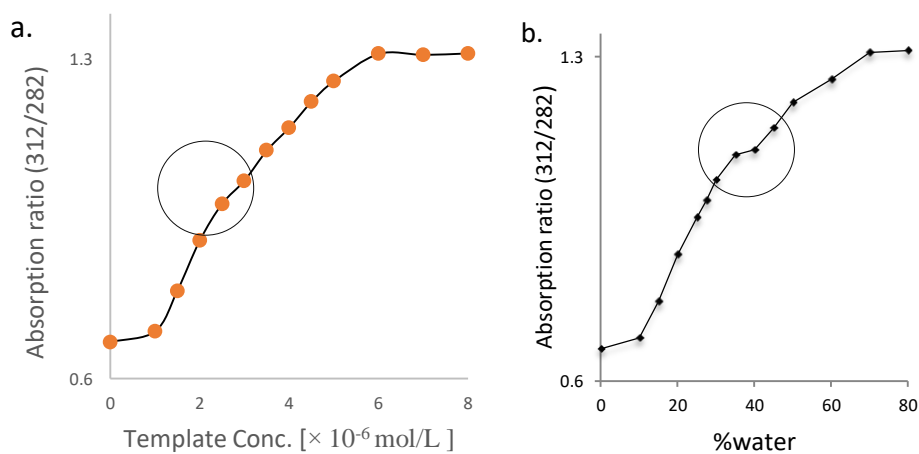 a.
Absorption ratio (312/282)
1.3
0.6
0 2 4 6 8
Template Conc. [× 10⁻⁶ mol/L ]
b.
Absorption ratio (312/282)
1.3
0.6
0 20 40 60 80
%water